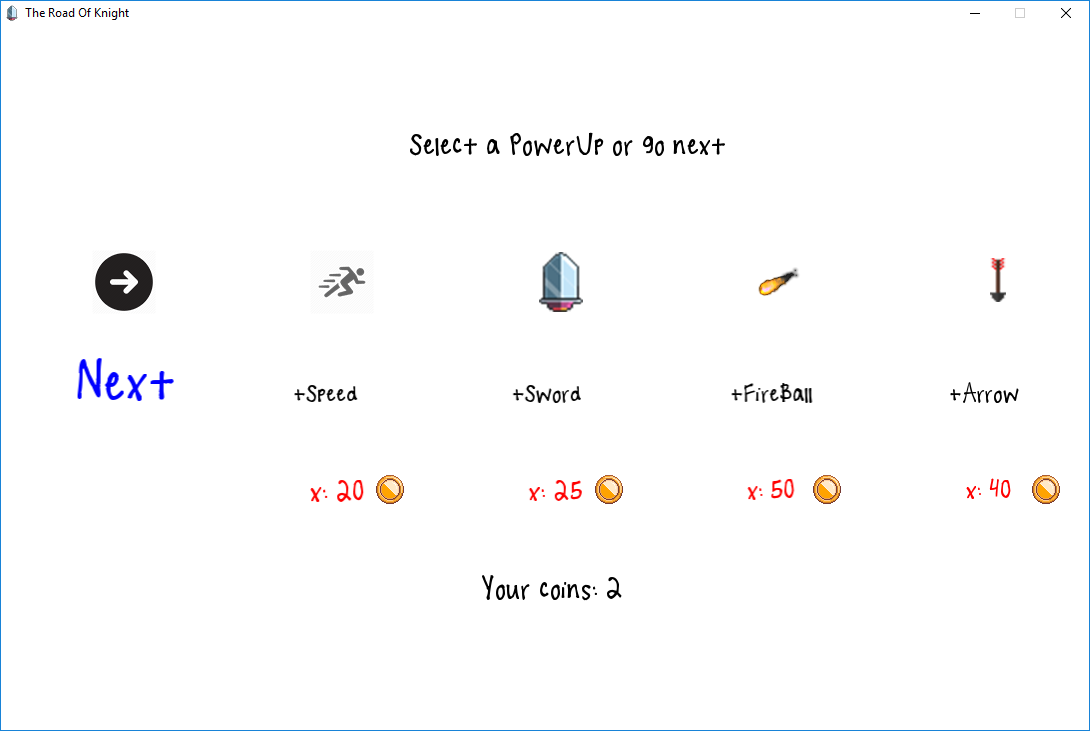 The Road Of Knight
Select a PowerUp or go next
Next
+Speed
+Sword
+FireBall
+Arrow
x: 20
x: 25
x: 50
x: 40
Your coins: 2